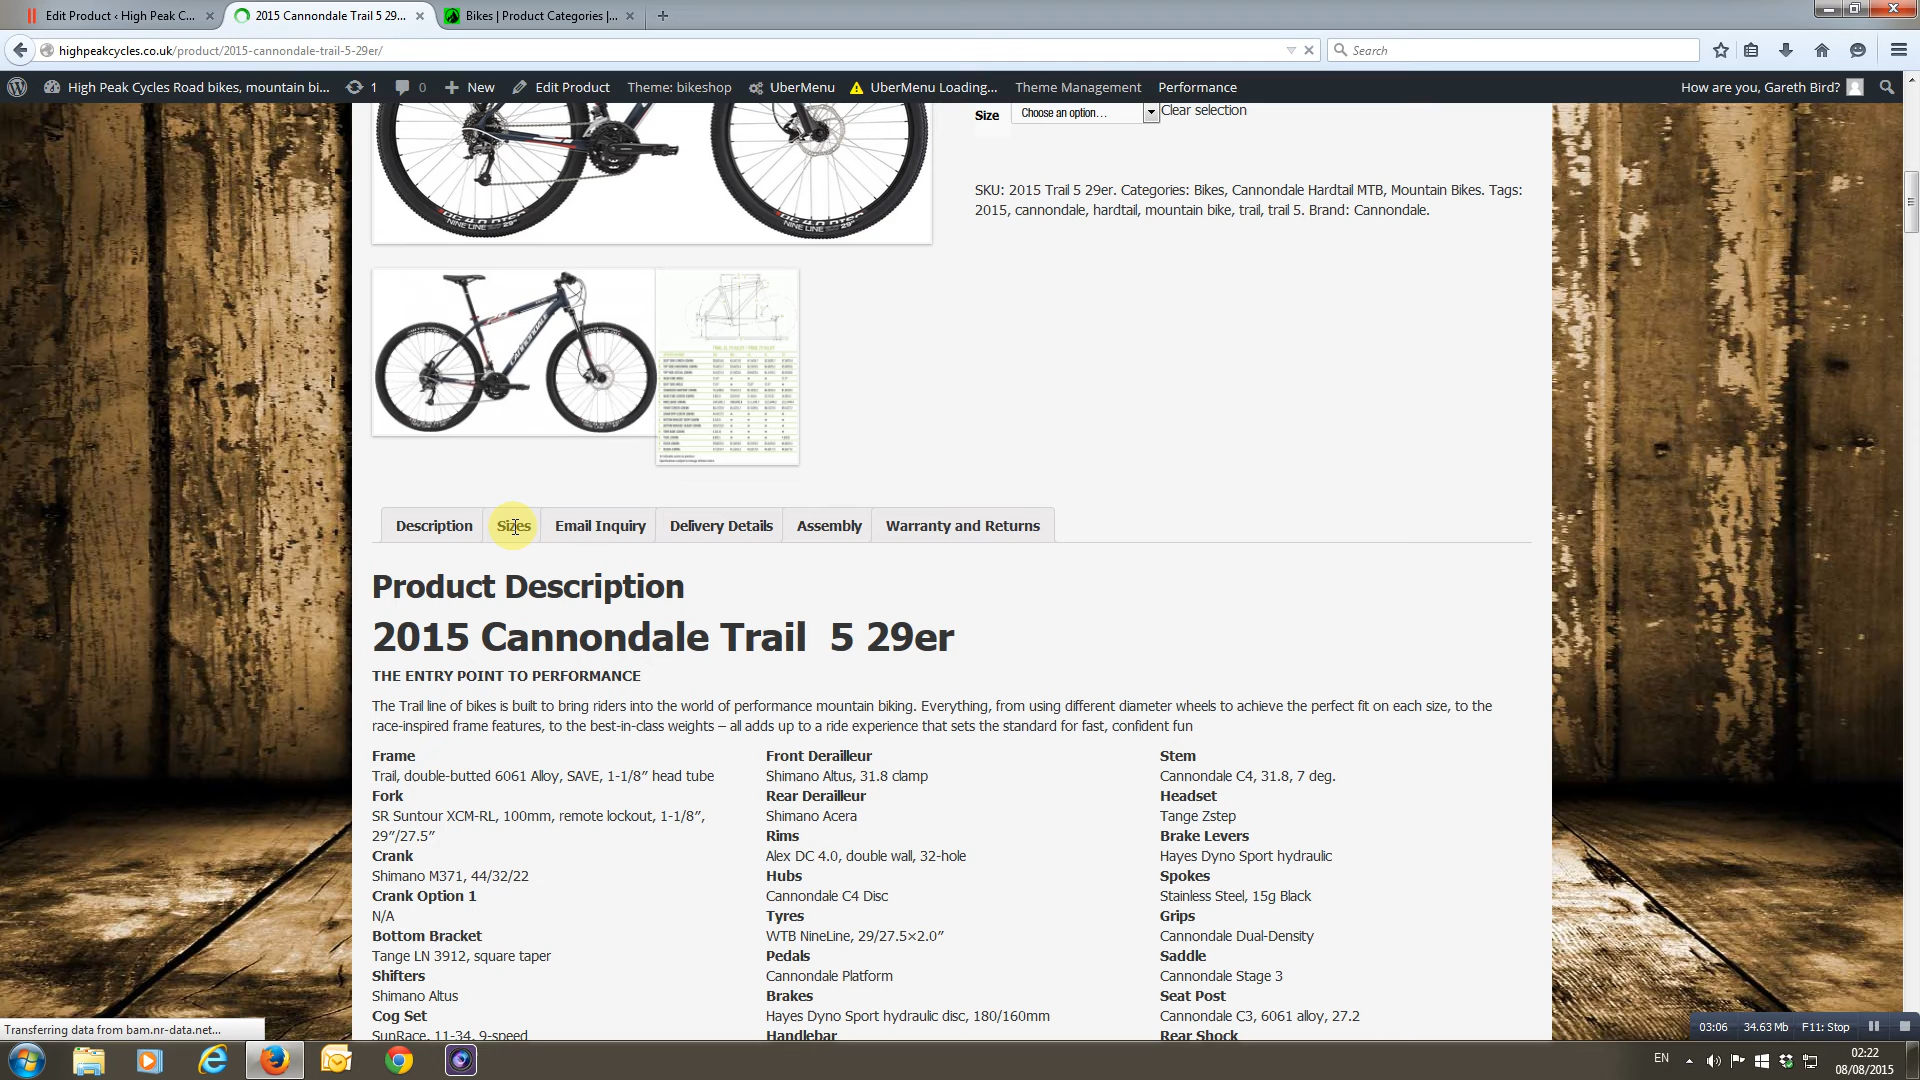 Edit Product ‹ High Peak C... ×
2015 Cannondale Trail 5 29... ×
Bikes | Product Categories |... ×
highpeakcycles.co.uk/product/2015-cannondale-trail-5-29er/
Search
High Peak Cycles Road bikes, mountain bi... 1 0 New Edit Product Theme: bikeshop UberMenu UberMenu Loading... Theme Management Performance How are you, Gareth Bird?
Size Choose an option... Clear selection
SKU: 2015 Trail 5 29er. Categories: Bikes, Cannondale Hardtail MTB, Mountain Bikes. Tags:
2015, cannondale, hardtail, mountain bike, trail, trail 5. Brand: Cannondale.
NINE LINE 29"
NINE LINE 29"
CANNONDALE
Description Sizes Email Inquiry Delivery Details Assembly Warranty and Returns
Product Description
2015 Cannondale Trail 5 29er
THE ENTRY POINT TO PERFORMANCE
The Trail line of bikes is built to bring riders into the world of performance mountain biking. Everything, from using different diameter wheels to achieve the perfect fit on each size, to the
race-inspired frame features, to the best-in-class weights – all adds up to a ride experience that sets the standard for fast, confident fun
Frame
Trail, double-butted 6061 Alloy, SAVE, 1-1/8″ head tube
Fork
SR Suntour XCM-RL, 100mm, remote lockout, 1-1/8″,
29″/27.5″
Crank
Shimano M371, 44/32/22
Crank Option 1
N/A
Bottom Bracket
Tange LN 3912, square taper
Shifters
Shimano Altus
Cog Set
SunRace, 11-34, 9-speed
Front Derailleur
Shimano Altus, 31.8 clamp
Rear Derailleur
Shimano Acera
Rims
Alex DC 4.0, double wall, 32-hole
Hubs
Cannondale C4 Disc
Tyres
WTB NineLine, 29/27.5×2.0″
Pedals
Cannondale Platform
Brakes
Hayes Dyno Sport hydraulic disc, 180/160mm
Handlebar
Stem
Cannondale C4, 31.8, 7 deg.
Headset
Tange Zstep
Brake Levers
Hayes Dyno Sport hydraulic
Spokes
Stainless Steel, 15g Black
Grips
Cannondale Dual-Density
Saddle
Cannondale Stage 3
Seat Post
Cannondale C3, 6061 alloy, 27.2
Rear Shock
Transferring data from bam.nr-data.net...
03:06 34.63 Mb F11: Stop
EN
02:22
08/08/2015